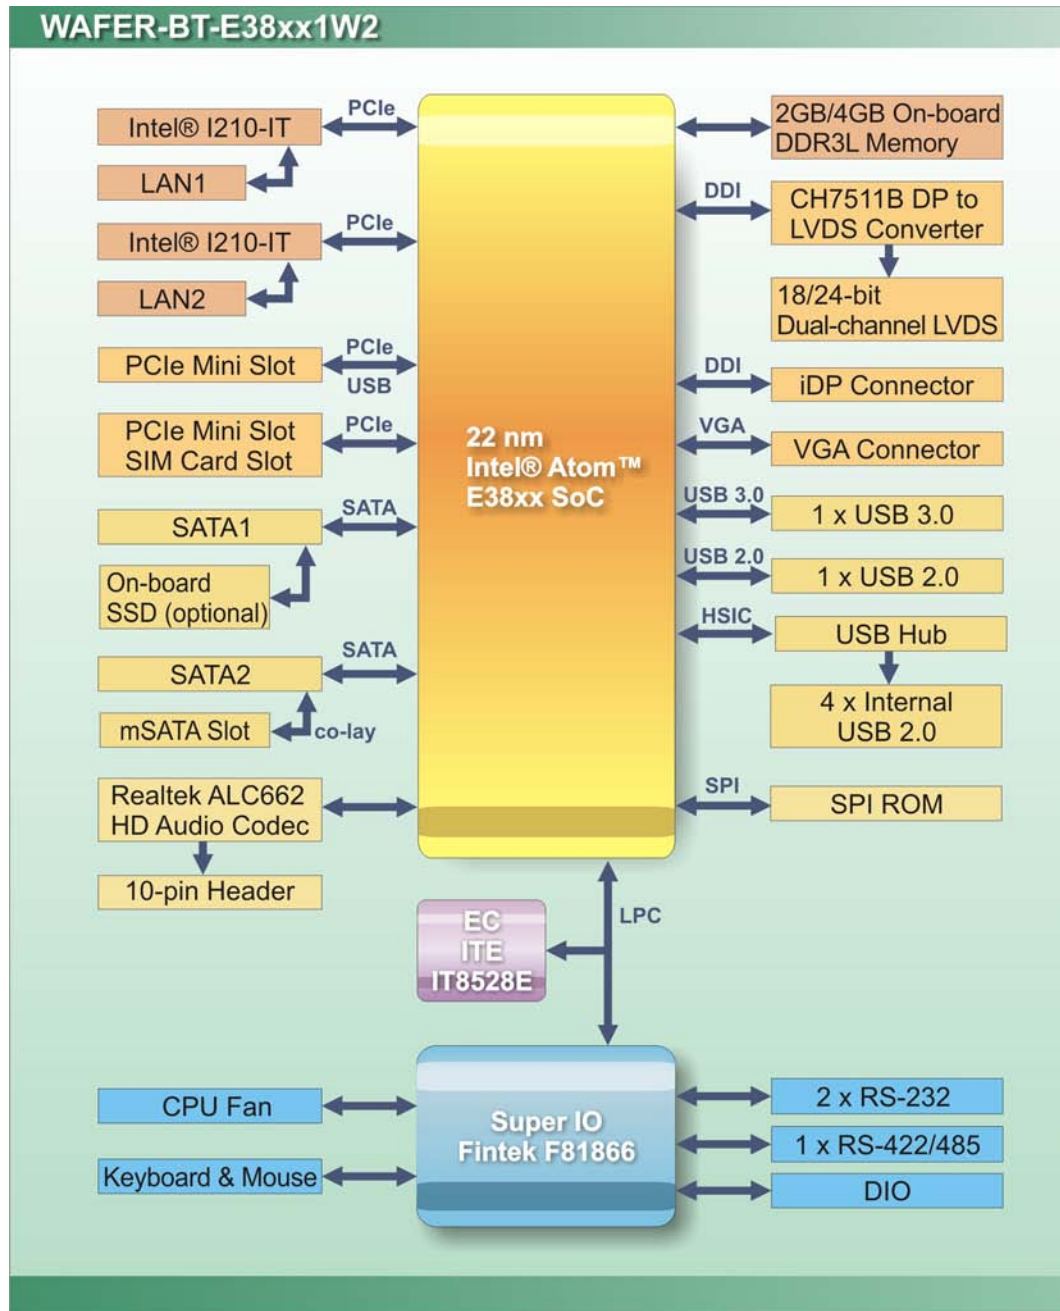 WAFER-BT-E38xx1W2
Intel® I210-IT
PCIe
LAN1
Intel® I210-IT
PCIe
LAN2
PCIe Mini Slot
PCIe
USB
PCIe Mini Slot
SIM Card Slot
PCIe
SATA1
SATA
On-board
SSD (optional)
SATA2
SATA
mSATA Slot
co-lay
Realtek ALC662
HD Audio Codec
10-pin Header
22 nm
Intel® Atom™
E38xx SoC
2GB/4GB On-board
DDR3L Memory
DDI
CH7511B DP to
LVDS Converter
18/24-bit
Dual-channel LVDS
DDI
iDP Connector
VGA
VGA Connector
USB 3.0
1 x USB 3.0
USB 2.0
1 x USB 2.0
HSIC
USB Hub
4 x Internal
USB 2.0
SPI
SPI ROM
LPC
EC
ITE
IT8528E
CPU Fan
Keyboard & Mouse
Super IO
Fintek F81866
2 x RS-232
1 x RS-422/485
DIO